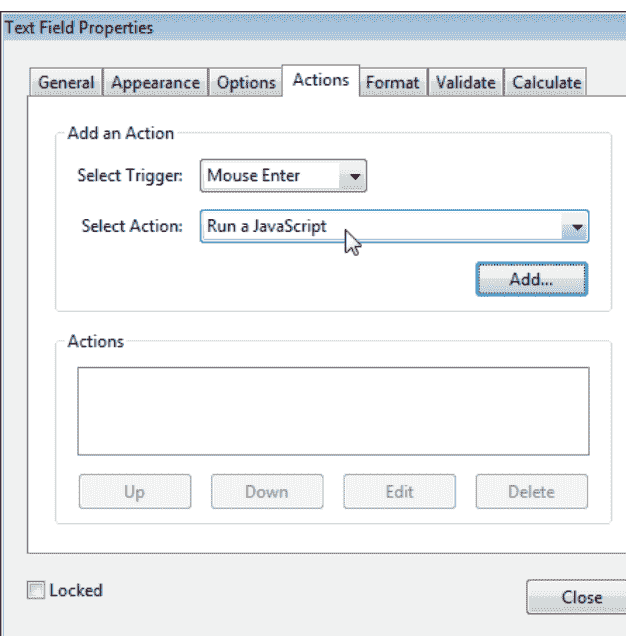 Text Field Properties
General Appearance Options Actions Format Validate Calculate
Add an Action
Select Trigger: Mouse Enter
Select Action: Run a JavaScript
Add...
Actions
Up Down Edit Delete
Locked
Close